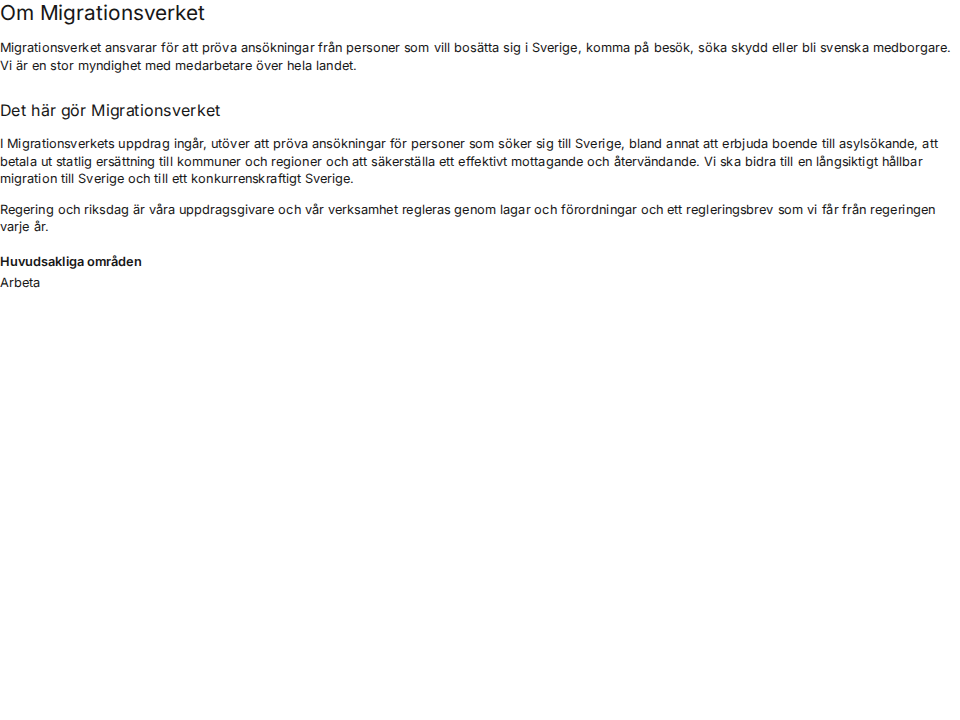 Om Migrationsverket
Migrationsverket ansvarar för att pröva ansökningar från personer som vill bosätta sig i Sverige, komma på besök, söka skydd eller bli svenska medborgare.
Vi är en stor myndighet med medarbetare över hela landet.
Det här gör Migrationsverket
I Migrationsverkets uppdrag ingår, utöver att pröva ansökningar för personer som söker sig till Sverige, bland annat att erbjuda boende till asylsökande, att
betala ut statlig ersättning till kommuner och regioner och att säkerställa ett effektivt mottagande och återvändande. Vi ska bidra till en långsiktigt hållbar
migration till Sverige och till ett konkurrenskraftigt Sverige.
Regering och riksdag är våra uppdragsgivare och vår verksamhet regleras genom lagar och förordningar och ett regleringsbrev som vi får från regeringen
varje år.
Huvudsakliga områden
Arbeta